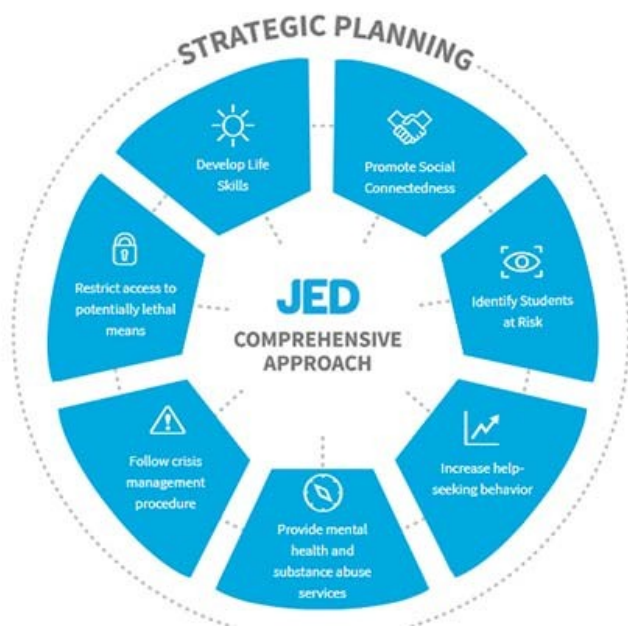 STRATEGIC PLANNING
Develop Life
Skills
Promote Social
Connectedness
Restrict access to
potentially lethal
means
JED
COMPREHENSIVE
APPROACH
Identify Students
at Risk
Follow crisis
management
procedure
Increase help-
seeking behavior
Provide mental
health and
substance abuse
services